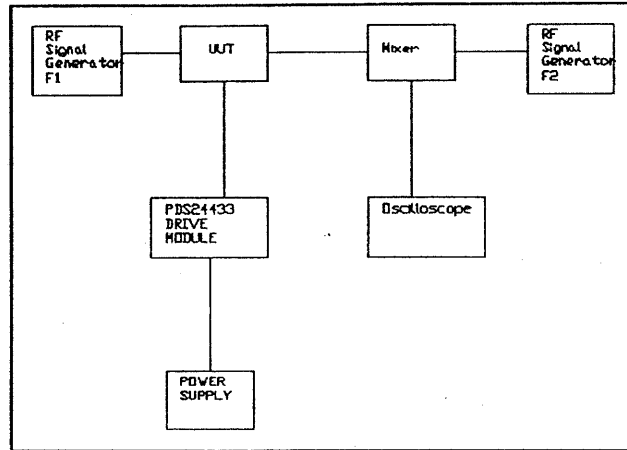 RF
Signal
Generator
F1
UUT
Mixer
RF
Signal
Generator
F2
PDS24433
DRIVE
MODULE
Oscilloscope
POWER
SUPPLY